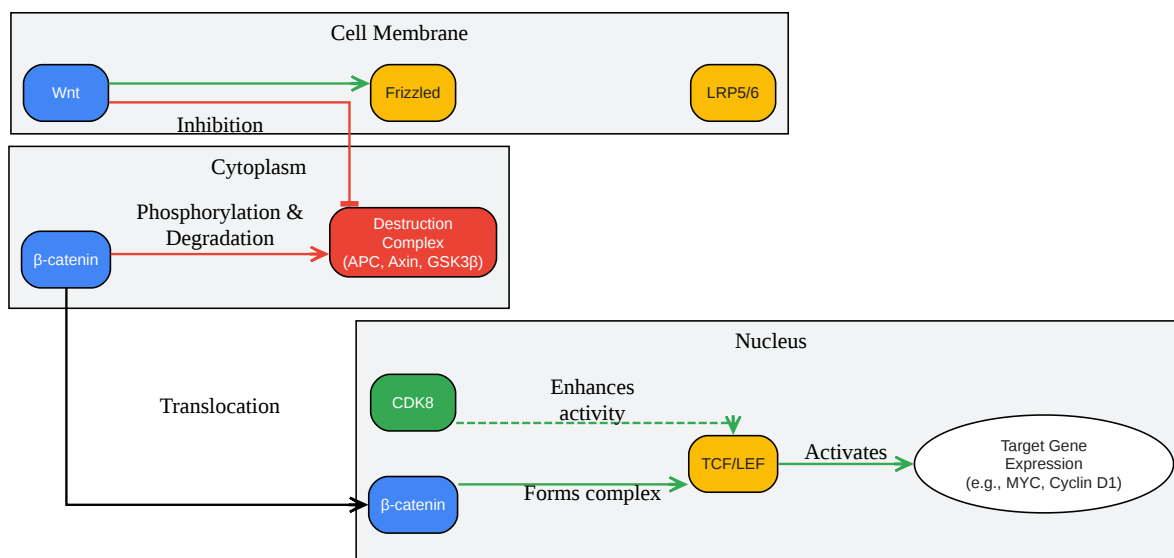 Cell Membrane
Wnt
Frizzled
LRP5/6
Inhibition
Cytoplasm
Phosphorylation &
Degradation
Destruction
Complex
(APC, Axin, GSK3β)
β-catenin
Nucleus
Translocation
CDK8
Enhances
activity
TCF/LEF
Activates
Target Gene
Expression
(e.g., MYC, Cyclin D1)
β-catenin
Forms complex